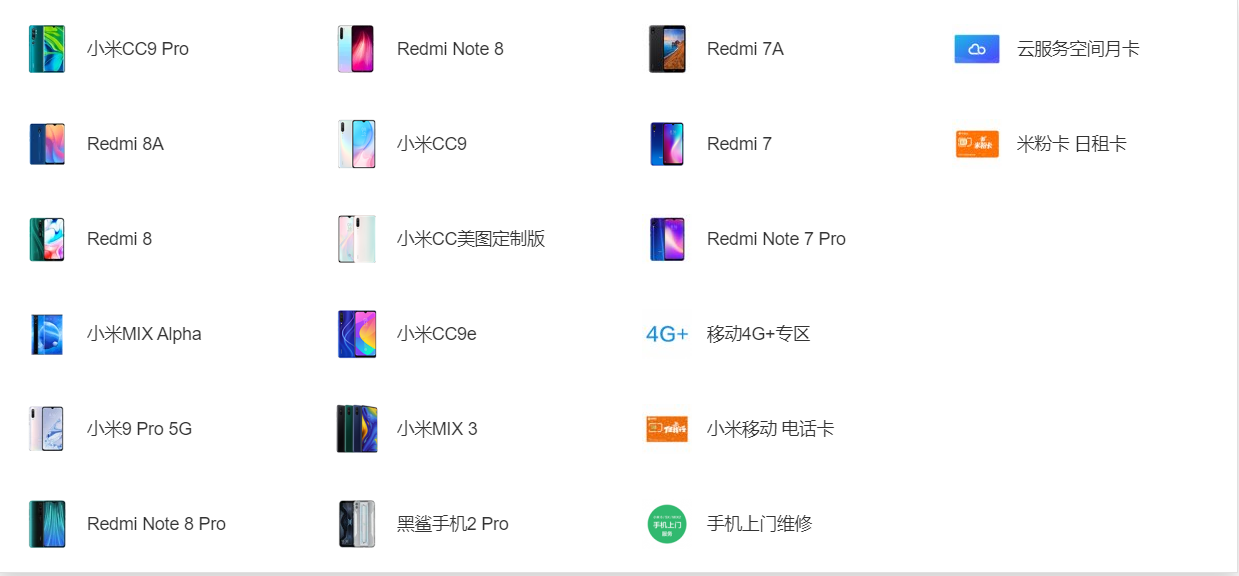 小米CC9 Pro
Redmi 8A
Redmi 8
小米MIX Alpha
小米9 Pro 5G
Redmi Note 8 Pro
Redmi Note 8
小米CC9
小米CC美图定制版
小米CC9e
小米MIX 3
黑鲨手机2 Pro
Redmi 7A
Redmi 7
Redmi Note 7 Pro
4G+ 移动4G+专区
小米移动 电话卡
手机上门
服务
手机上门维修
云服务空间月卡
米粉卡
米粉卡 日租卡